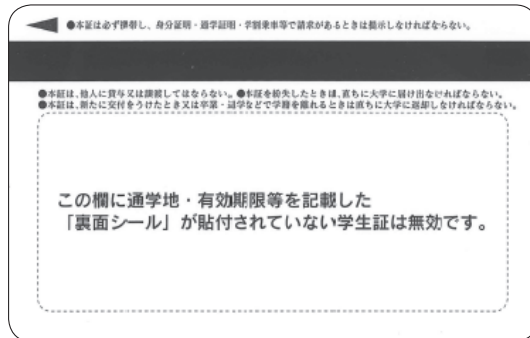 ●本証は必ず携帯し、身分証明・通学証明・学割乗車等で請求があるときは提示しなければならない。
●本証は、他人に貸与又は譲渡してはならない。●本証を紛失したときは、直ちに大学に届け出なければならない。
●本証は、新たに交付をうけたとき又は卒業・退学などで学籍を離れるときは直ちに大学に返却しなければならない。
この欄に通学地・有効期限等を記載した
「裏面シール」が貼付されていない学生証は無効です。